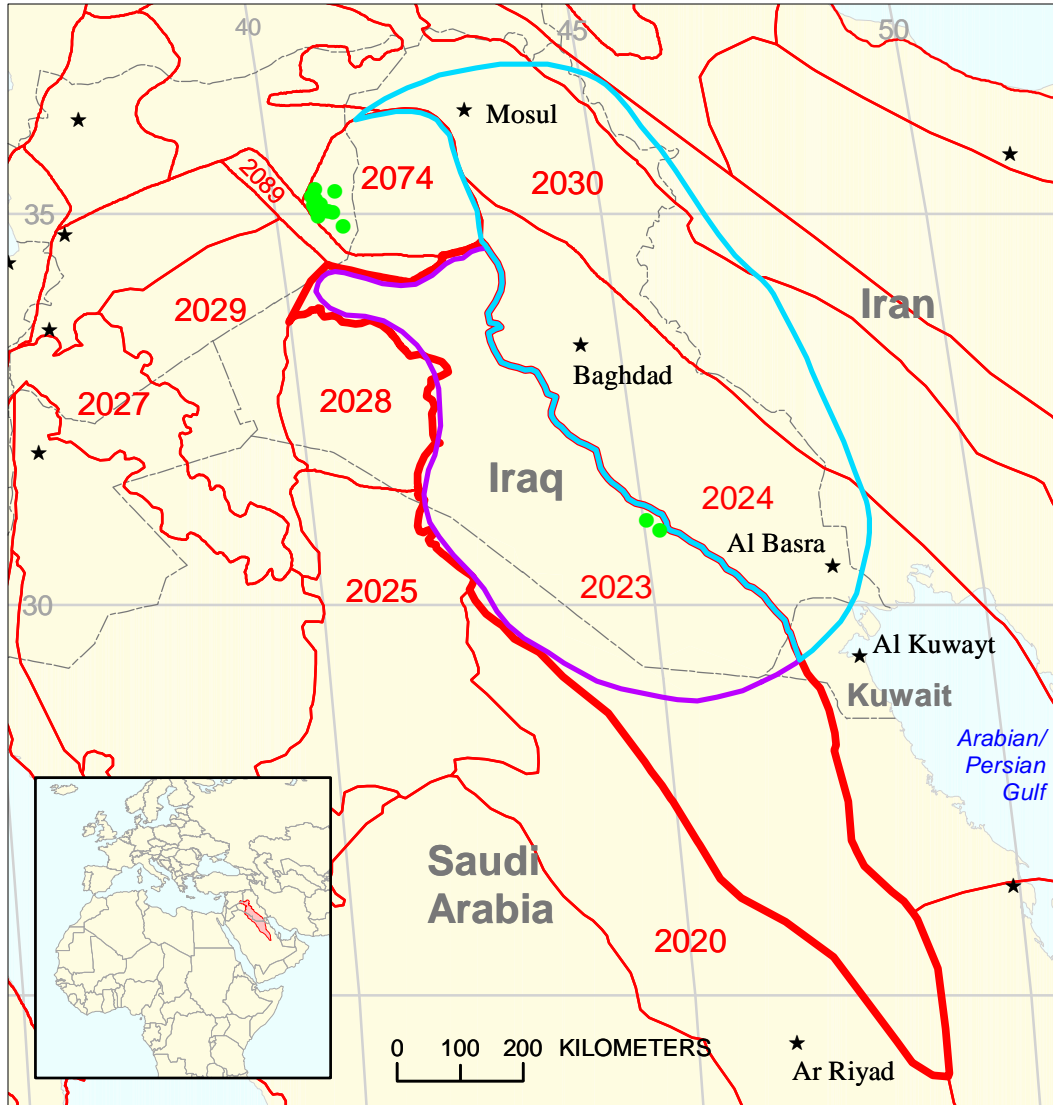 40
45
50
Mosul
2089
2074
2030
35
Iran
2029
Baghdad
2027
2028
Iraq
2024
Al Basra
2023
2025
30
Al Kuwayt
Kuwait
Arabian/
Persian
Gulf
Saudi
Arabia
2020
0 100 200 KILOMETERS
Ar Riyad